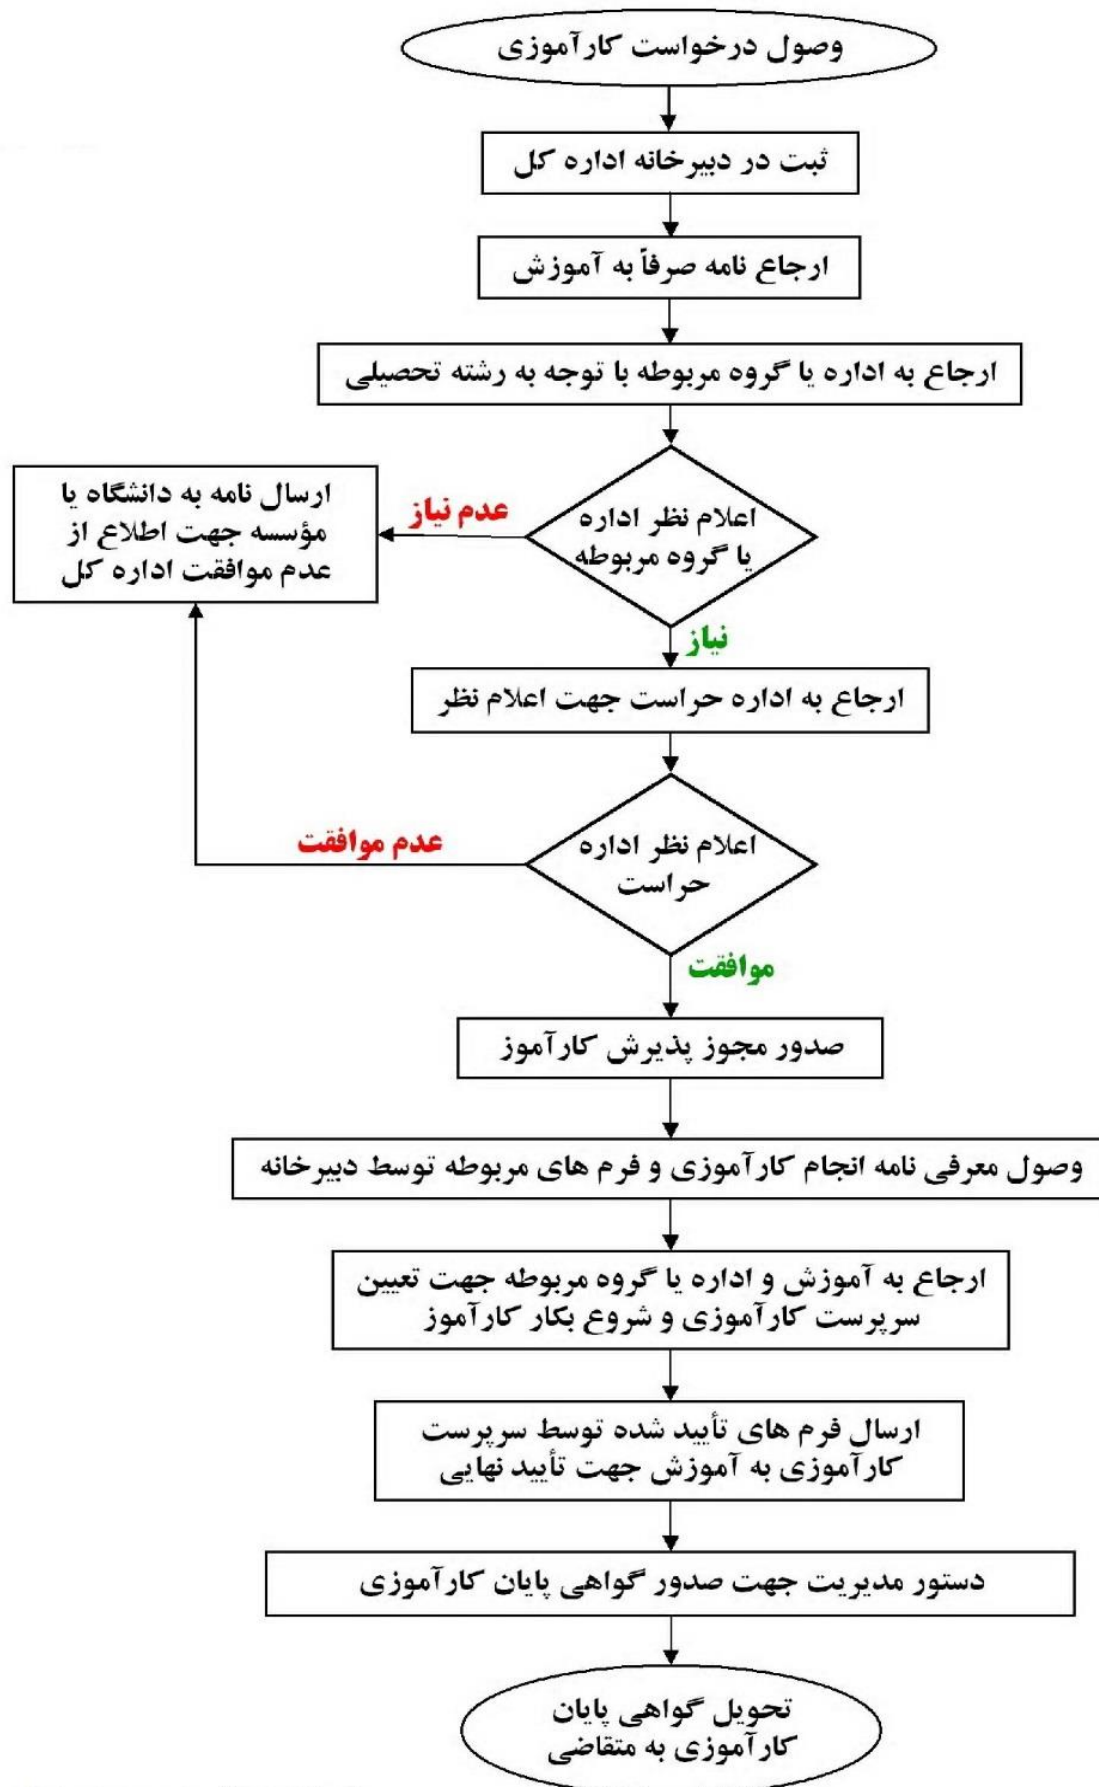 وصول درخواست کارآموزی
ثبت در دبیرخانه اداره کل
ارجاع نامه صرفاً به آموزش
ارجاع به اداره یا گروه مربوطه با توجه به رشته تحصیلی
اعلام نظر اداره
یا گروه مربوطه
عدم نیاز
ارسال نامه به دانشگاه یا
مؤسسه جهت اطلاع از
عدم موافقت اداره کل
نیاز
ارجاع به اداره حراست جهت اعلام نظر
اعلام نظر اداره
حراست
عدم موافقت
موافقت
صدور مجوز پذیرش کارآموز
وصول معرفی نامه انجام کارآموزی و فرم های مربوطه توسط دبیرخانه
ارجاع به آموزش و اداره یا گروه مربوطه جهت تعیین
سرپرست کارآموزی و شروع بکار کارآموز
ارسال فرم های تأیید شده توسط سرپرست
کارآموزی به آموزش جهت تأیید نهایی
دستور مدیریت جهت صدور گواهی پایان کارآموزی
تحویل گواهی پایان
کارآموزی به متقاضی